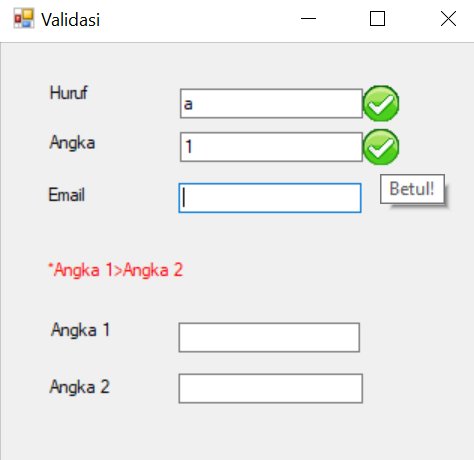 Validasi
Huruf a
Angka 1
Betul!
Email
*Angka 1>Angka 2
Angka 1
Angka 2